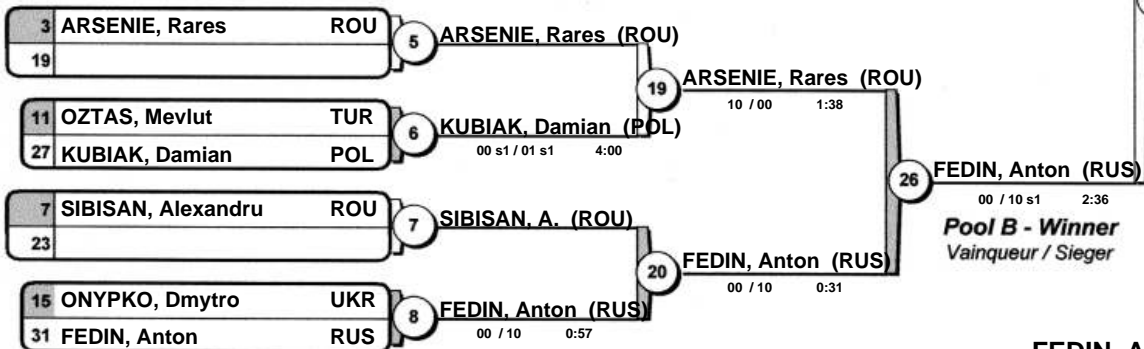 3 ARSENIE, Rares ROU
19
5 ARSENIE, Rares (ROU)
11 OZTAS, Mevlut TUR
27 KUBIAK, Damian POL
6 KUBIAK, Damian (POL)
00 s1 / 01 s1 4:00
19 ARSENIE, Rares (ROU)
10 / 00 1:38
7 SIBISAN, Alexandru ROU
23
7 SIBISAN, A. (ROU)
15 ONYPKO, Dmytro UKR
31 FEDIN, Anton RUS
8 FEDIN, Anton (RUS)
00 / 10 0:57
20 FEDIN, Anton (RUS)
00 / 10 0:31
26 FEDIN, Anton (RUS)
00 / 10 s1 2:36
Pool B - Winner
Vainqueur / Sieger